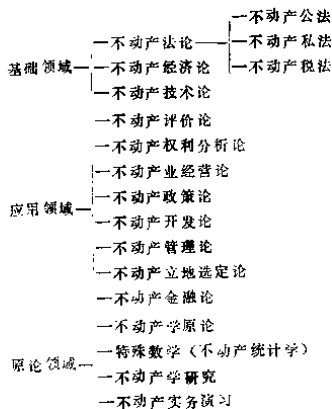 不动产公法
不动产法论
不动产私法
基础领域
不动产经济论
不动产税法
不动产技术论
不动产评价论
不动产权利分析论
不动产业经营论
不动产政策论
应用领域
不动产开发论
不动产管理论
不动产立地选定论
不动产金融论
不动产学原论
特殊数学（不动产统计学）
原论领域
不动产学研究
不动产实务演习